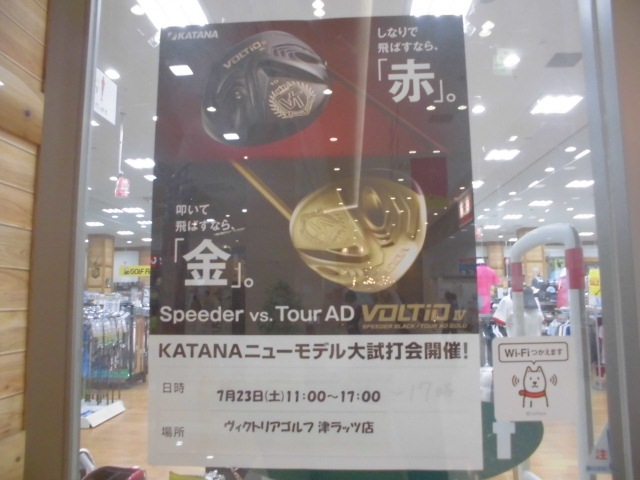 KATANA
しなりで
飛ばすなら、
「赤」。
VOLTIO
叩いて
飛ばすなら、
「金」。
Speeder vs. Tour AD VOLTIO IV
SPEEDER BLACK / TOUR AD GOLD
KATANAニューモデル大試打会開催!
日時 7月23日(土)11:00〜17:00
場所 ヴィクトリアゴルフ 津ラッツ店
Wi-Fiつかえます